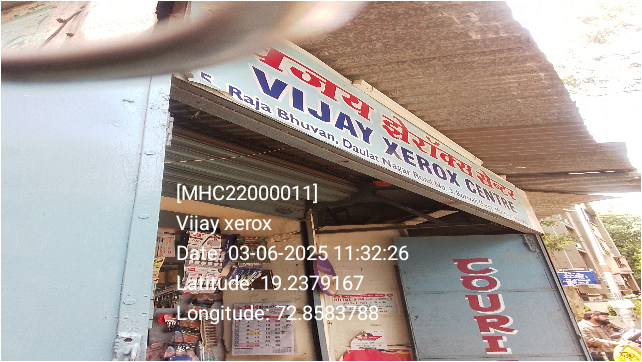 विजय झेरॉक्स सेन्टर
VIJAY XEROX CENTRE
Raja Bhuvan, Daulat Nagar Road No. 3,
[MHC22000011]
Vijay xerox
Date: 03-06-2025 11:32:26
Latitude: 19.2379167
Longitude: 72.8583788
COURI